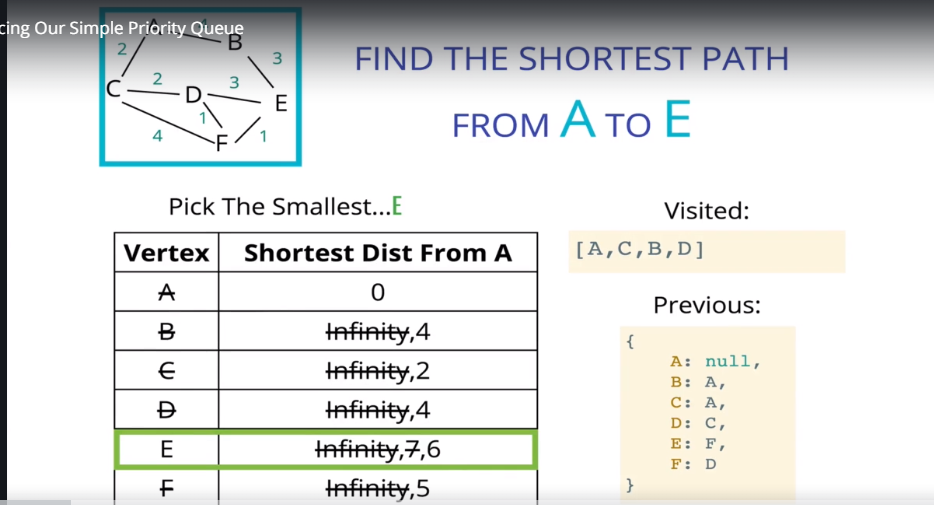 cing Our Simple Priority Queue
A
4
B
2
3
C
2
D
3
E
1
4
F
1
FIND THE SHORTEST PATH
FROM A TO E
Pick The Smallest...E
Vertex Shortest Dist From A
A 0
B Infinity,4
C Infinity,2
D Infinity,4
E Infinity,7,6
F Infinity,5
Visited:
[A,C,B,D]
Previous:
{
A: null,
B: A,
C: A,
D: C,
E: F,
F: D
}